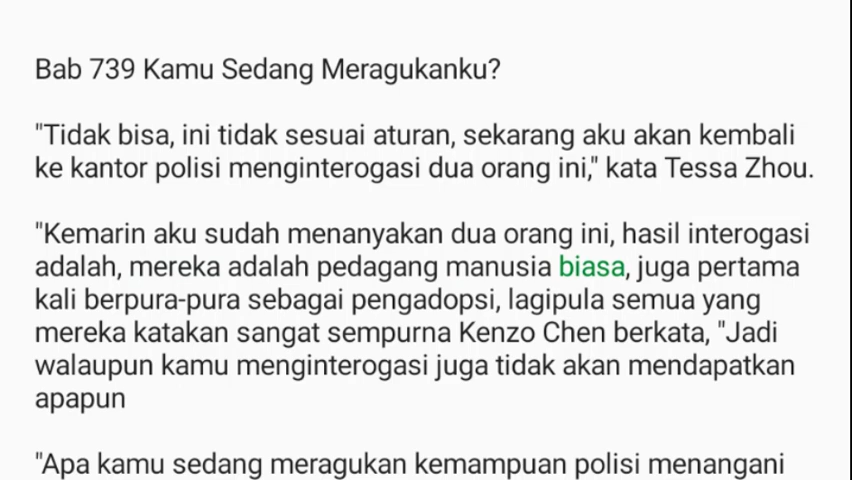 Bab 739 Kamu Sedang Meragukanku?
"Tidak bisa, ini tidak sesuai aturan, sekarang aku akan kembali
ke kantor polisi menginterogasi dua orang ini," kata Tessa Zhou.
"Kemarin aku sudah menanyakan dua orang ini, hasil interogasi
adalah, mereka adalah pedagang manusia biasa, juga pertama
kali berpura-pura sebagai pengadopsi, lagipula semua yang
mereka katakan sangat sempurna Kenzo Chen berkata, "Jadi
walaupun kamu menginterogasi juga tidak akan mendapatkan
apapun
"Apa kamu sedang meragukan kemampuan polisi menangani